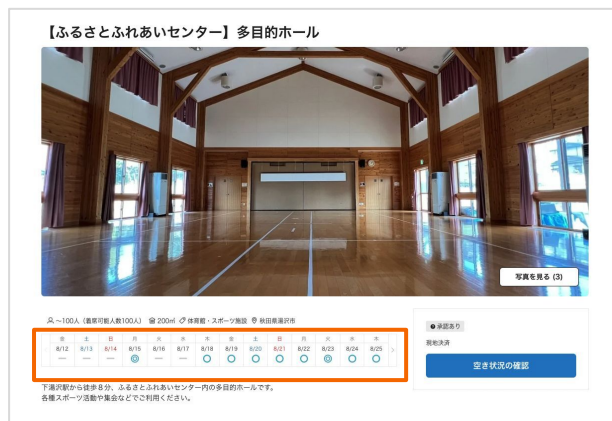 【ふるさとふれあいセンター】多目的ホール
写真を見る (3)
〜100人（着席可能人数100人） 200㎡ 体育館・スポーツ施設 秋田県湯沢市
承認あり
現地決済
空き状況の確認
金 土 日 月 火 水 木 金 土 日 月 火 水 木
8/12 8/13 8/14 8/15 8/16 8/17 8/18 8/19 8/20 8/21 8/22 8/23 8/24 8/25
— — — ◎ — — ○ ○ ○ ○ ○ ◎ ○ ○ >
下湯沢駅から徒歩8分、ふるさとふれあいセンター内の多目的ホールです。
各種スポーツ活動や集会などでご利用ください。